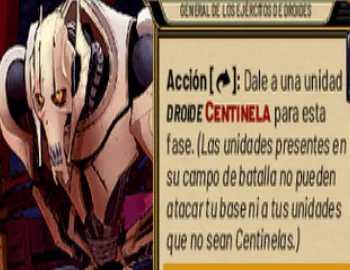 GENERAL DE LOS EJÉRCITOS DE DROIDES
Acción [↷]: Dale a una unidad
DROIDE CENTINELA para esta
fase. (Las unidades presentes en
su campo de batalla no pueden
atacar tu base ni a tus unidades
que no sean Centinelas.)